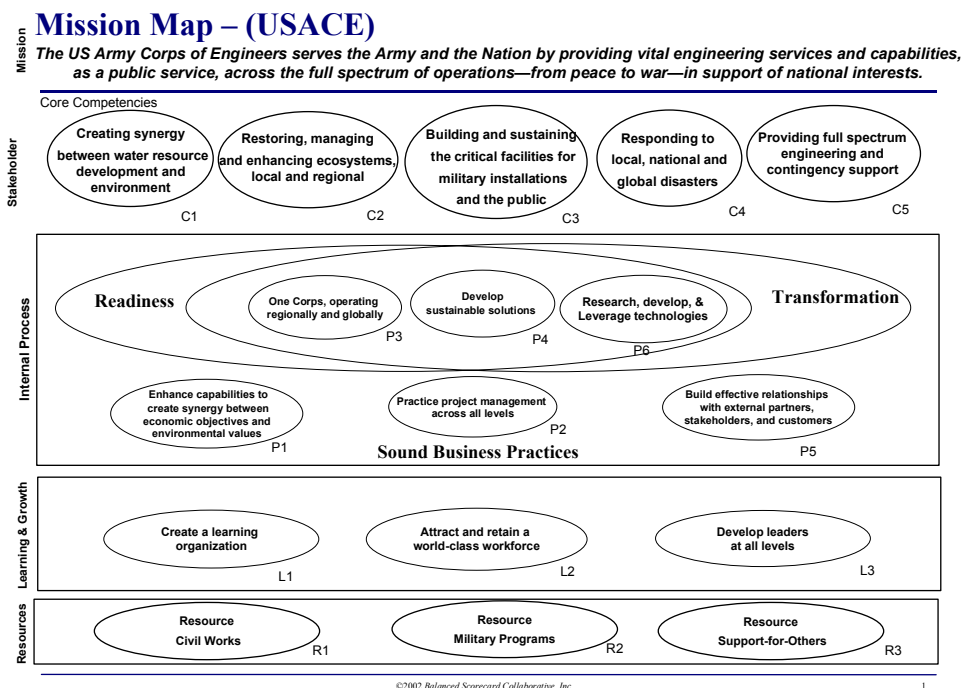 Mission Map – (USACE)
Mission
The US Army Corps of Engineers serves the Army and the Nation by providing vital engineering services and capabilities,
as a public service, across the full spectrum of operations—from peace to war—in support of national interests.
Core Competencies
Stakeholder
Creating synergy
between water resource
development and
environment
C1
Restoring, managing
and enhancing ecosystems,
local and regional
C2
Building and sustaining
the critical facilities for
military installations
and the public
C3
Responding to
local, national and
global disasters
C4
Providing full spectrum
engineering and
contingency support
C5
Internal Process
Readiness
One Corps, operating
regionally and globally
P3
Develop
sustainable solutions
P4
Research, develop, &
Leverage technologies
P6
Transformation
Enhance capabilities to
create synergy between
economic objectives and
environmental values
P1
Practice project management
across all levels
P2
Build effective relationships
with external partners,
stakeholders, and customers
P5
Sound Business Practices
Learning & Growth
Create a learning
organization
L1
Attract and retain a
world-class workforce
L2
Develop leaders
at all levels
L3
Resources
Resource
Civil Works
R1
Resource
Military Programs
R2
Resource
Support-for-Others
R3
©2002 Balanced Scorecard Collaborative, Inc.
1